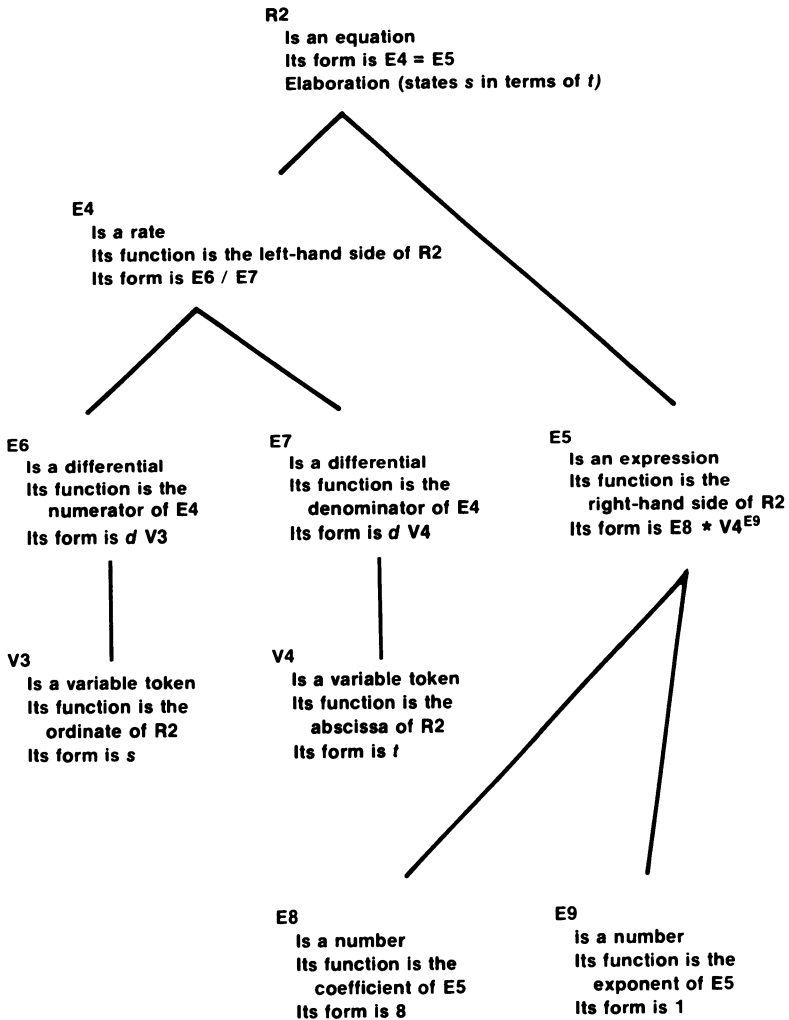 R2
Is an equation
Its form is E4 = E5
Elaboration (states s in terms of t)
E4
Is a rate
Its function is the left-hand side of R2
Its form is E6 / E7
E6
Is a differential
Its function is the
numerator of E4
Its form is d V3
E7
Is a differential
Its function is the
denominator of E4
Its form is d V4
E5
Is an expression
Its function is the
right-hand side of R2
Its form is E8 * V4^E9
V3
Is a variable token
Its function is the
ordinate of R2
Its form is s
V4
Is a variable token
Its function is the
abscissa of R2
Its form is t
E8
Is a number
Its function is the
coefficient of E5
Its form is 8
E9
is a number
Its function is the
exponent of E5
Its form is 1